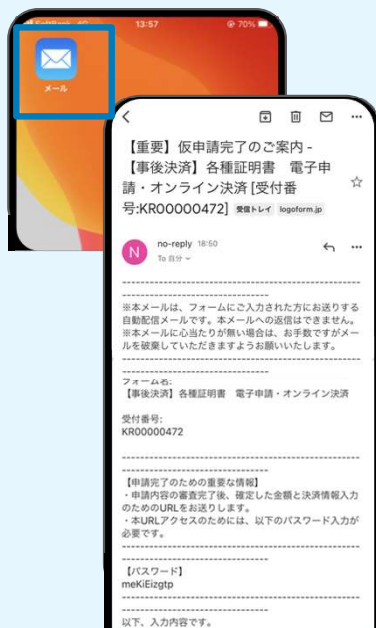 SoftBank 4G 13:57 70%
メール
【重要】仮申請完了のご案内 -
【事後決済】各種証明書　電子申
請・オンライン決済 [受付番
号:KR00000472] 受信トレイ logoform.jp
N no-reply 18:50
To 自分
--------------------------------------------------
------------------------------
※本メールは、フォームにご入力された方にお送りする
自動配信メールです。本メールへの返信はできません。
※本メールに心当たりが無い場合は、お手数ですがメー
ルを破棄していただきますようお願いいたします。
--------------------------------------------------
------------------------------
フォーム名:
【事後決済】各種証明書　電子申請・オンライン決済
受付番号:
KR00000472
--------------------------------------------------
------------------------------
【申請完了のための重要な情報】
・申請内容の審査完了後、確定した金額と決済情報入力
のためのURLをお送りします。
・本URLアクセスのためには、以下のパスワード入力が
必要です。
--------------------------------------------------
------------------------------
【パスワード】
meKiEizgtp
--------------------------------------------------
------------------------------
以下、入力内容です。